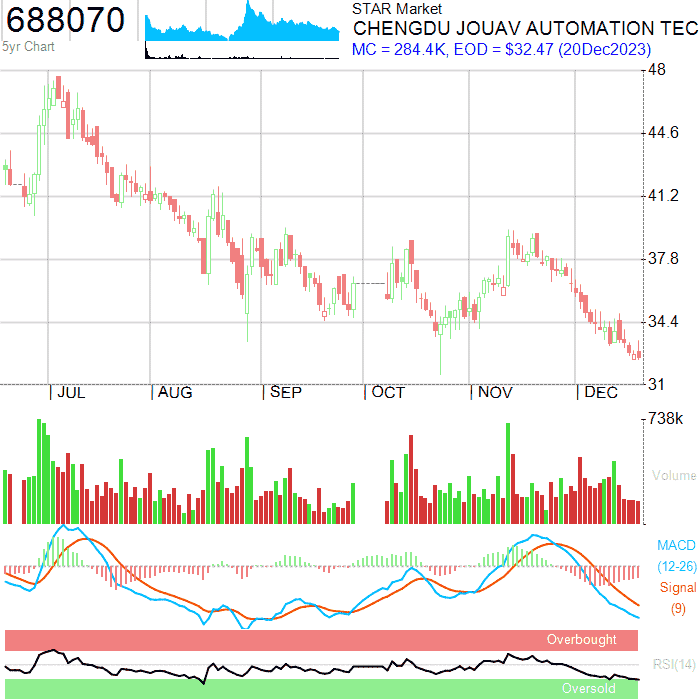 688070
STAR Market
CHENGDU JOUAV AUTOMATION TEC
5yr Chart
MC = 284.4K, EOD = $32.47 (20Dec2023)
48
44.6
41.2
37.8
34.4
31
JUL AUG SEP OCT NOV DEC
738k
Volume
MACD
(12-26)
Signal
(9)
Overbought
RSI(14)
Oversold